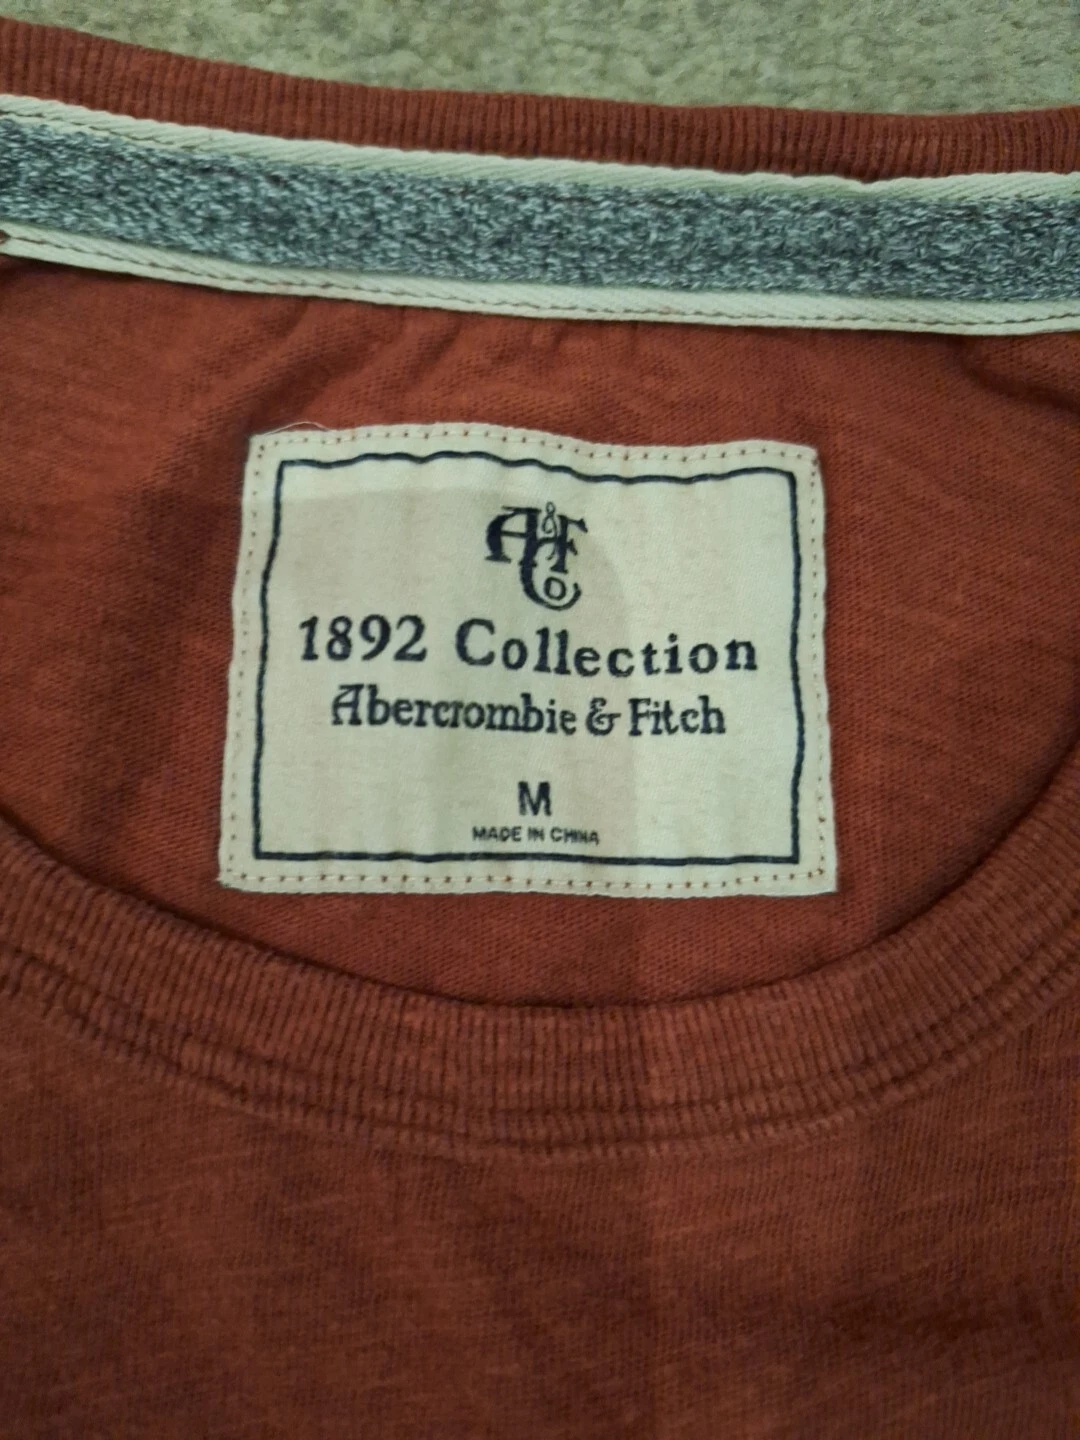 A&F
Co
1892 Collection
Abercrombie & Fitch
M
MADE IN CHINA